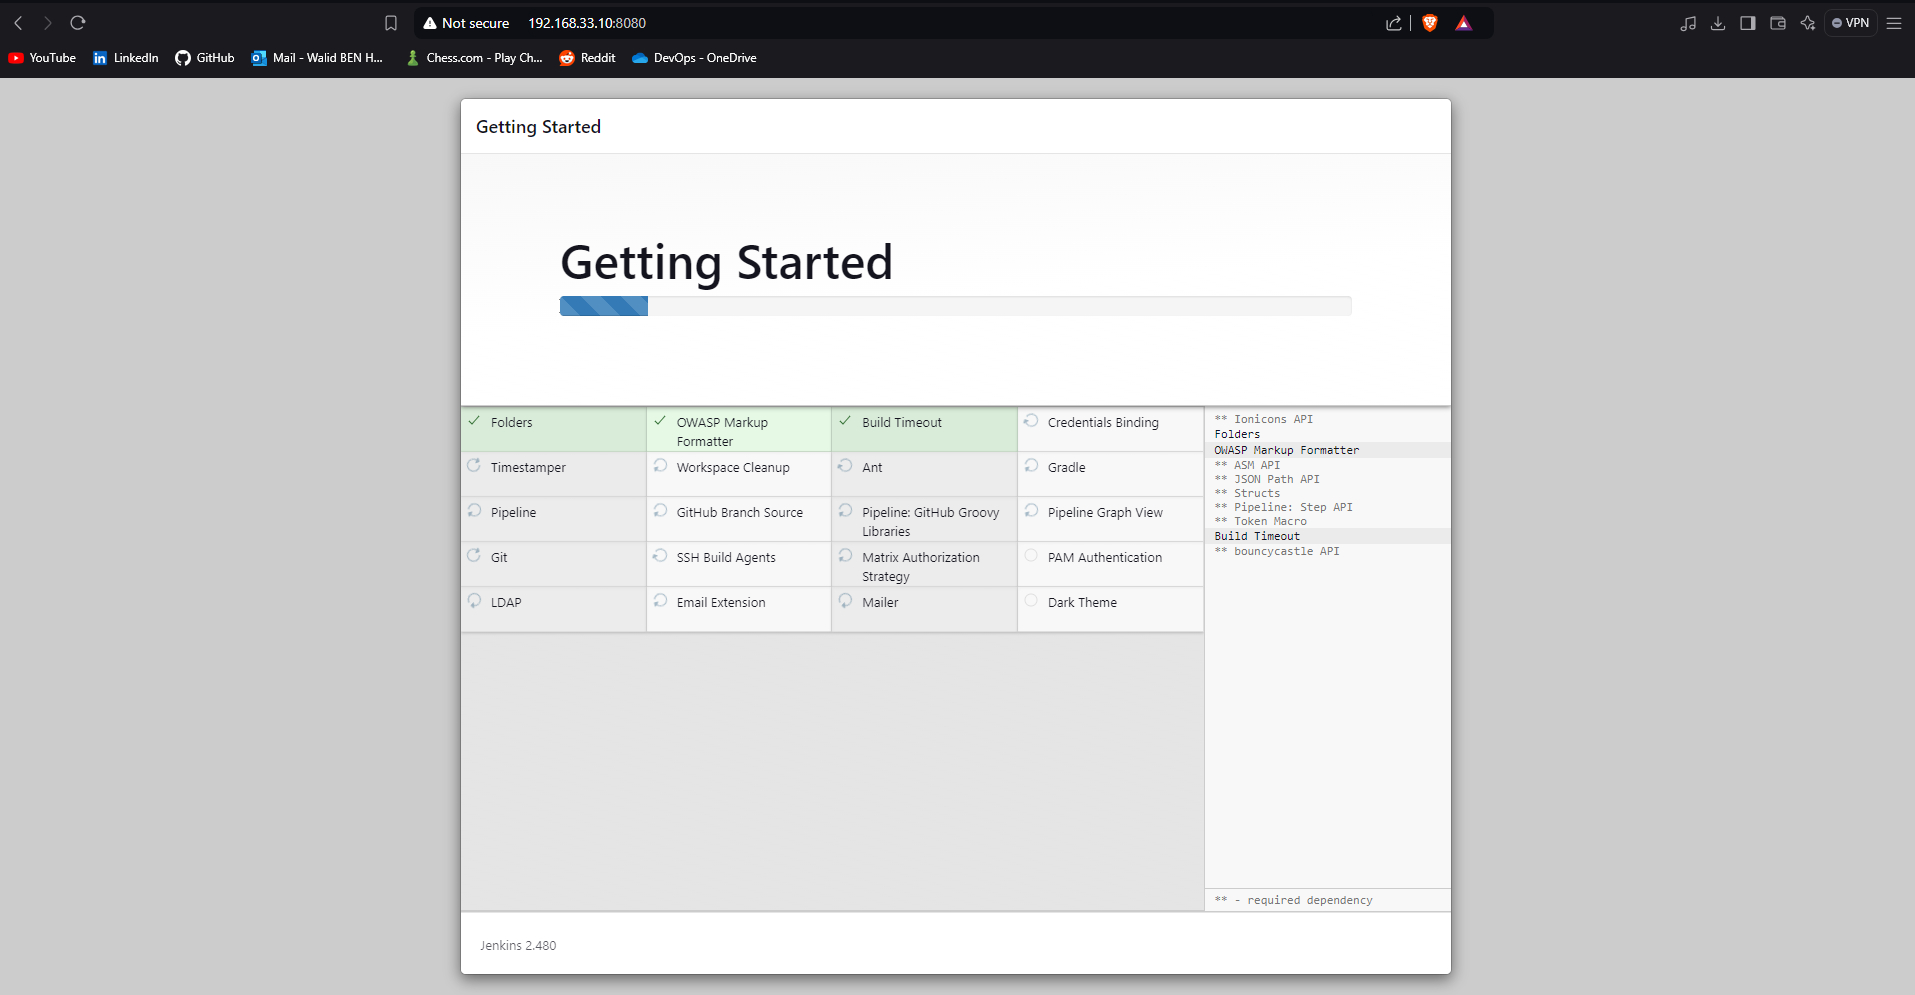 Not secure 192.168.33.10:8080
VPN
YouTube LinkedIn GitHub Mail - Walid BEN H... Chess.com - Play Ch... Reddit DevOps - OneDrive
Getting Started
Getting Started
Folders
OWASP Markup
Formatter
Build Timeout
Credentials Binding
Timestamper
Workspace Cleanup
Ant
Gradle
Pipeline
GitHub Branch Source
Pipeline: GitHub Groovy
Libraries
Pipeline Graph View
Git
SSH Build Agents
Matrix Authorization
Strategy
PAM Authentication
LDAP
Email Extension
Mailer
Dark Theme
** Ionicons API
Folders
OWASP Markup Formatter
** ASM API
** JSON Path API
** Structs
** Pipeline: Step API
** Token Macro
Build Timeout
** bouncycastle API
** - required dependency
Jenkins 2.480